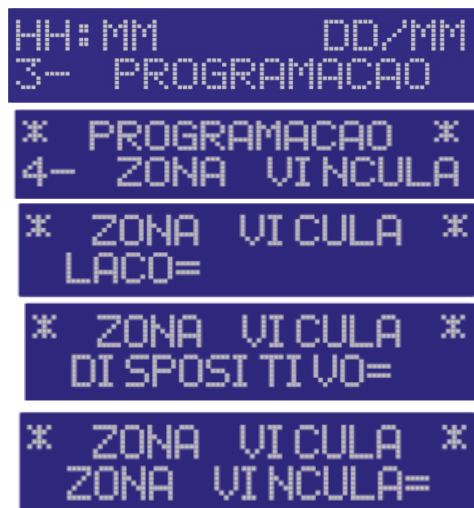 HH:MM DD/MM
3- PROGRAMACAO
* PROGRAMACAO *
4- ZONA VINCULA
* ZONA VICULA *
LACO=
* ZONA VICULA *
DISPOSITIVO=
* ZONA VICULA *
ZONA VINCULA=